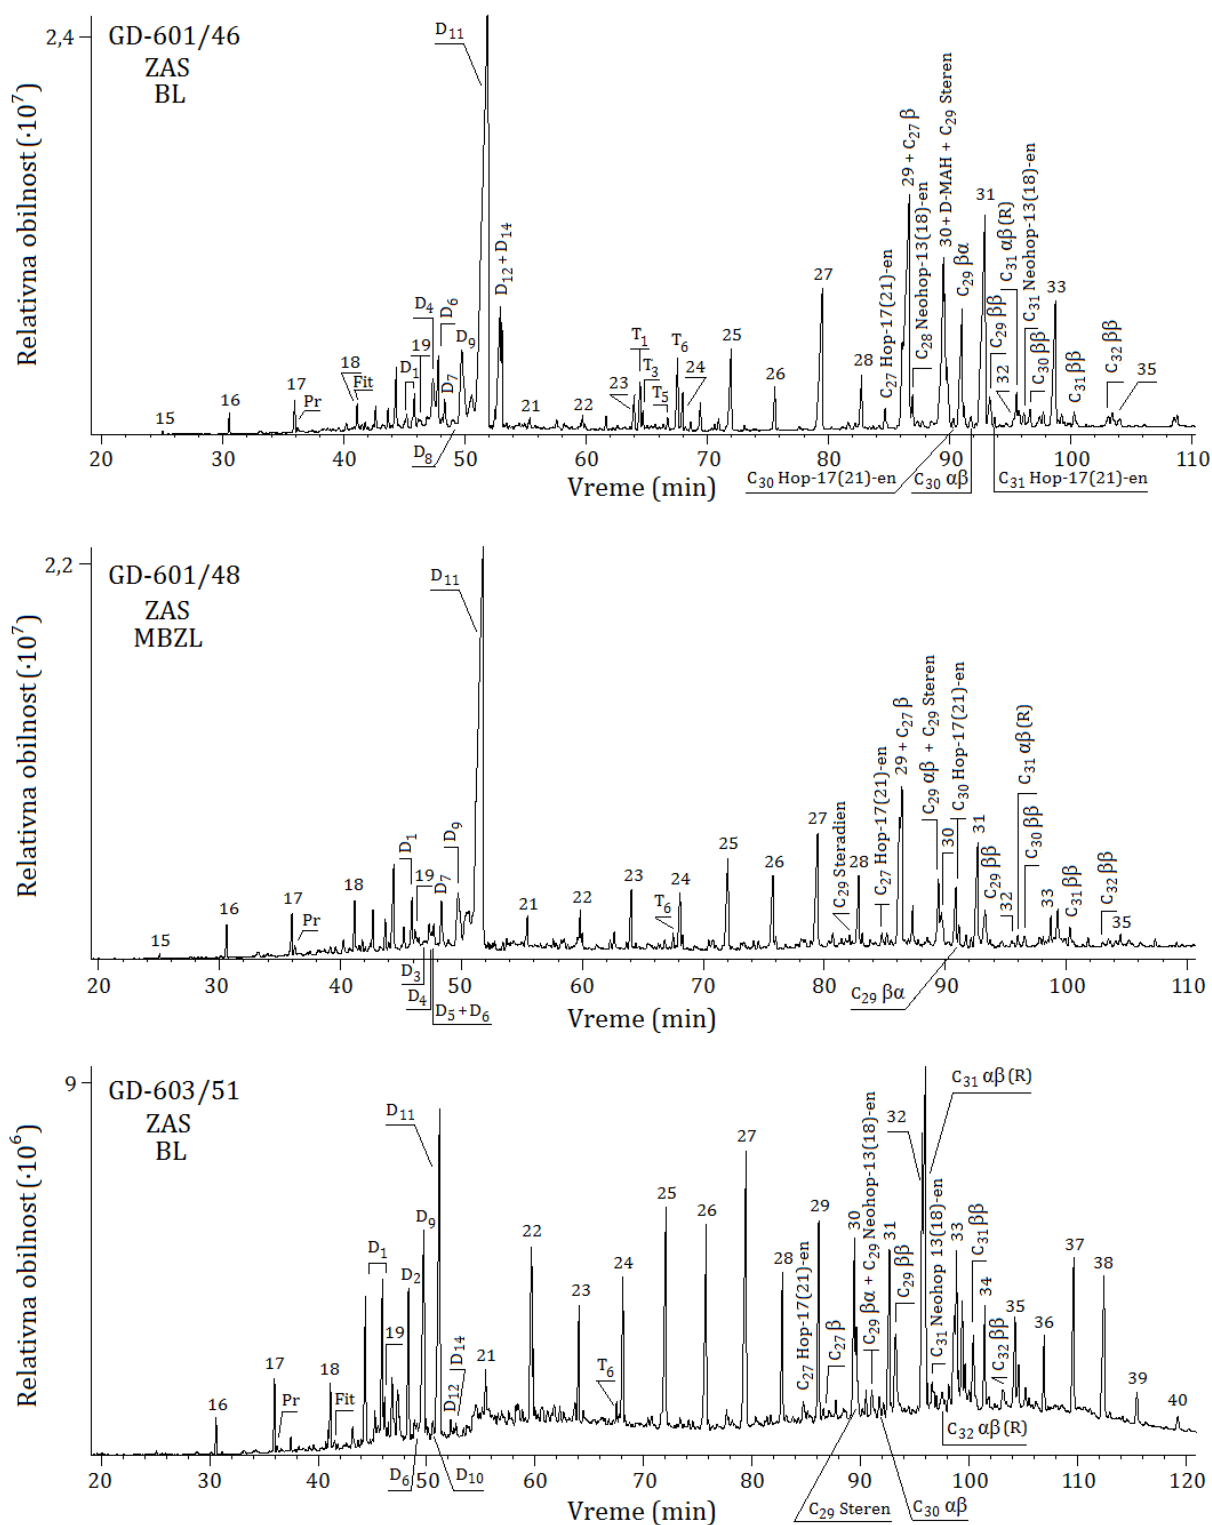 GD-601/46
ZAS
BL
Relativna obilnost (·10⁷)
2,4
D₁₁
D₁₂ + D₁₄
D₄
D₆
D₉
19
D₁
D₇
D₈
18
Fit
17
Pr
16
15
21
22
23
T₁
T₃
T₅
T₆
24
25
26
27
28
C₂₇ Hop-17(21)-en
29 + C₂₇ β
C₂₈ Neohop-13(18)-en
30 + D-MAH + C₂₉ Steren
C₂₉ βα
31
C₂₉ ββ
32
C₃₁ αβ (R)
C₃₁ Neohop-13(18)-en
C₃₀ ββ
33
C₃₁ ββ
C₃₂ ββ
35
20 30 40 50 60 70 80 90 100 110
C₃₀ Hop-17(21)-en
C₃₀ αβ
C₃₁ Hop-17(21)-en
Vreme (min)
GD-601/48
ZAS
MBZL
Relativna obilnost (·10⁷)
2,2
D₁₁
15
16
17
Pr
18
D₁
19
D₇
D₉
21
22
23
T₆
24
25
26
27
C₂₉ Steradien
28
C₂₇ Hop-17(21)-en
29 + C₂₇ β
C₂₉ αβ + C₂₉ Steren
30
C₃₀ Hop-17(21)-en
31
C₂₉ ββ
32
C₃₁ αβ (R)
C₃₀ ββ
33
C₃₁ ββ
C₃₂ ββ
35
D₃
D₄
D₅ + D₆
C₂₉ βα
20 30 40 50 60 70 80 90 100 110
Vreme (min)
GD-603/51
ZAS
BL
Relativna obilnost (·10⁶)
9
D₁₁
16
17
Pr
18
Fit
D₁
19
D₂
D₉
D₁₂
D₁₄
21
22
23
T₆
24
25
26
27
28
C₂₇ Hop-17(21)-en
29
C₂₇ β
30
C₂₉ βα + C₂₉ Neohop-13(18)-en
31
C₂₉ ββ
32
C₃₁ αβ (R)
C₃₁ Neohop 13(18)-en
33
C₃₁ ββ
34
C₃₂ ββ
35
36
37
38
39
40
C₃₂ αβ (R)
D₆
D₁₀
C₂₉ Steren
C₃₀ αβ
20 30 40 50 60 70 80 90 100 110 120
Vreme (min)